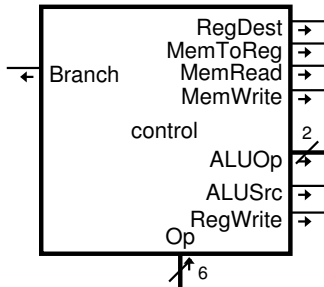 RegDest
MemToReg
Branch
MemRead
MemWrite
control
2
ALUOp
ALUSrc
RegWrite
Op
6